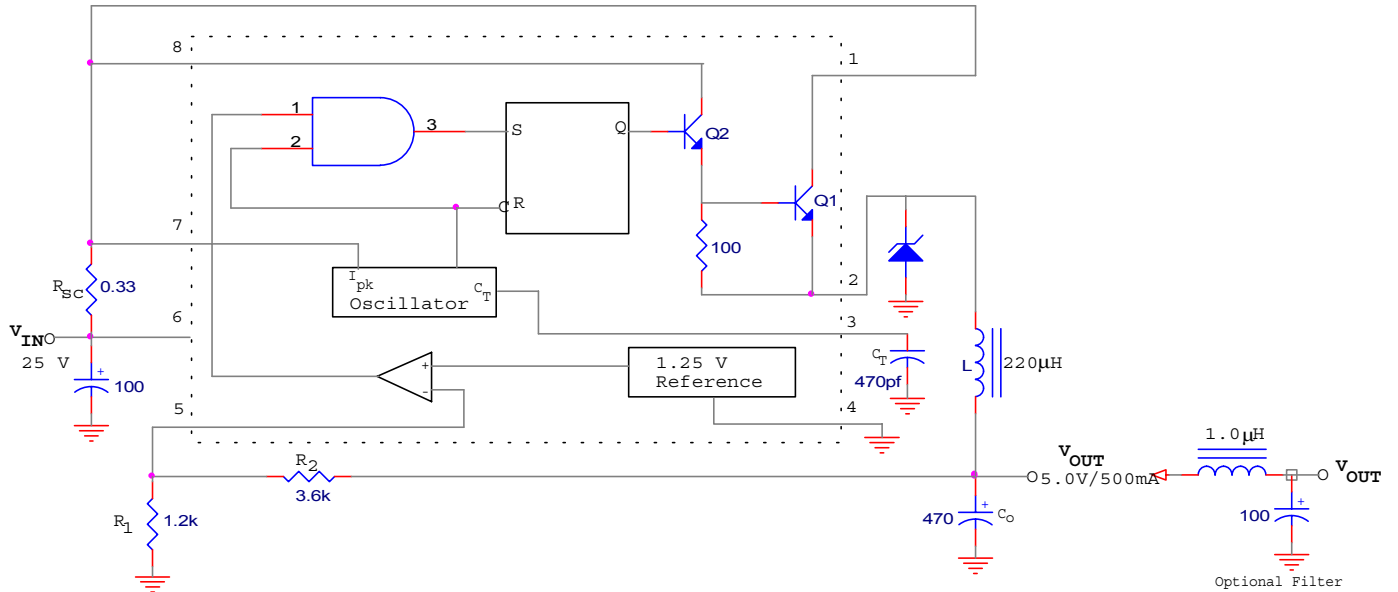 8
1
1
2
3
S
Q
Q2
R
Q1
7
100
2
I pk
C T
Oscillator
R SC
0.33
6
3
V IN
25 V
+
100
+
-
1.25 V
Reference
C T
470pf
L
220µH
5
4
R 2
3.6k
V OUT
5.0V/500mA
1.0µH
V OUT
R 1
1.2k
470
+
C O
100
+
Optional Filter